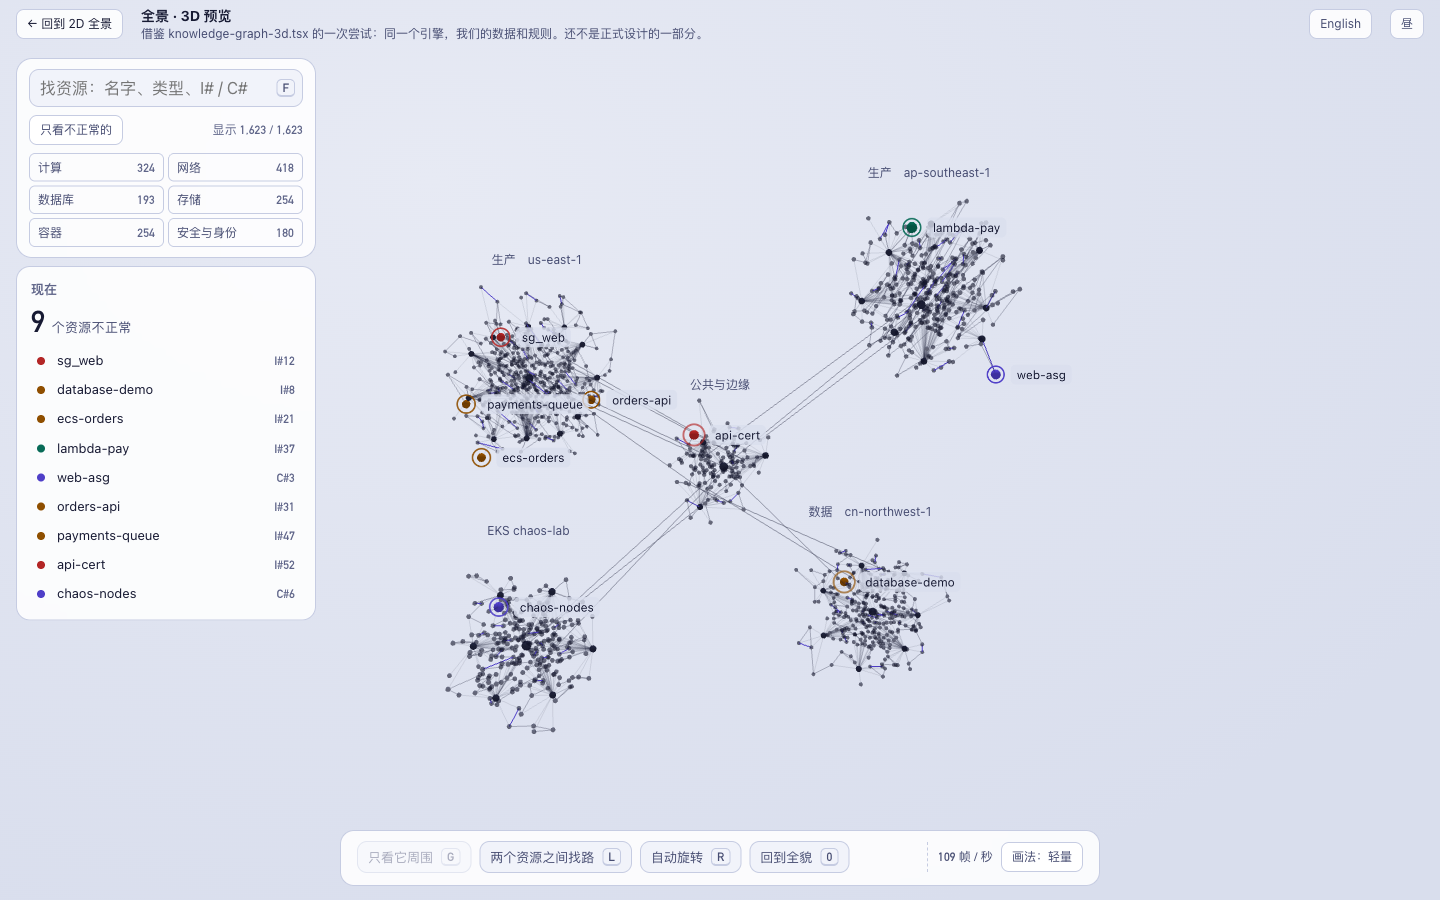 ← 回到 2D 全景
全景 · 3D 预览
借鉴 knowledge-graph-3d.tsx 的一次尝试：同一个引擎，我们的数据和规则。还不是正式设计的一部分。
English
昼
找资源：名字、类型、I# / C#
F
只看不正常的
显示 1,623 / 1,623
计算 324
网络 418
数据库 193
存储 254
容器 254
安全与身份 180
现在
9 个资源不正常
sg_web I#12
database-demo I#8
ecs-orders I#21
lambda-pay I#37
web-asg C#3
orders-api I#31
payments-queue I#47
api-cert I#52
chaos-nodes C#6
生产 ap-southeast-1
lambda-pay
生产 us-east-1
sg_web
web-asg
公共与边缘
payments-queue
orders-api
api-cert
ecs-orders
数据 cn-northwest-1
EKS chaos-lab
database-demo
chaos-nodes
只看它周围 G
两个资源之间找路 L
自动旋转 R
回到全貌 0
109 帧 / 秒
画法：轻量